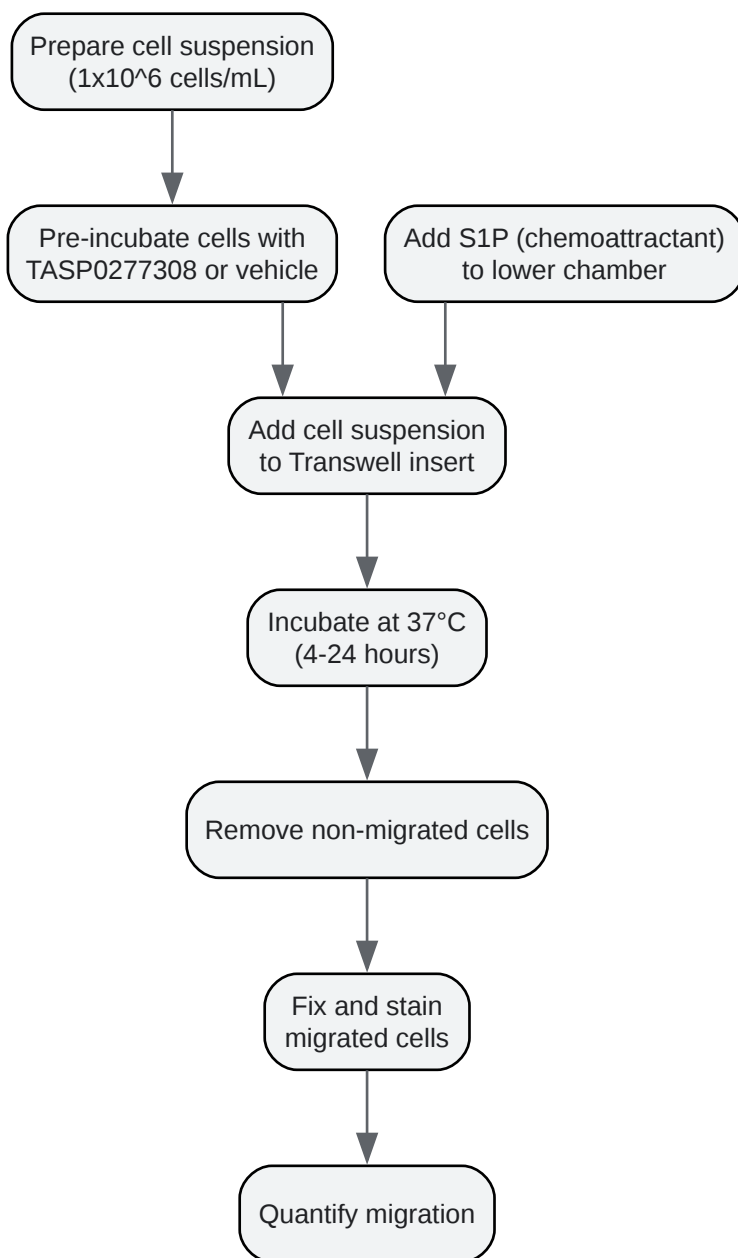 Prepare cell suspension
(1x10^6 cells/mL)
Pre-incubate cells with
TASP0277308 or vehicle
Add S1P (chemoattractant)
to lower chamber
Add cell suspension
to Transwell insert
Incubate at 37°C
(4-24 hours)
Remove non-migrated cells
Fix and stain
migrated cells
Quantify migration